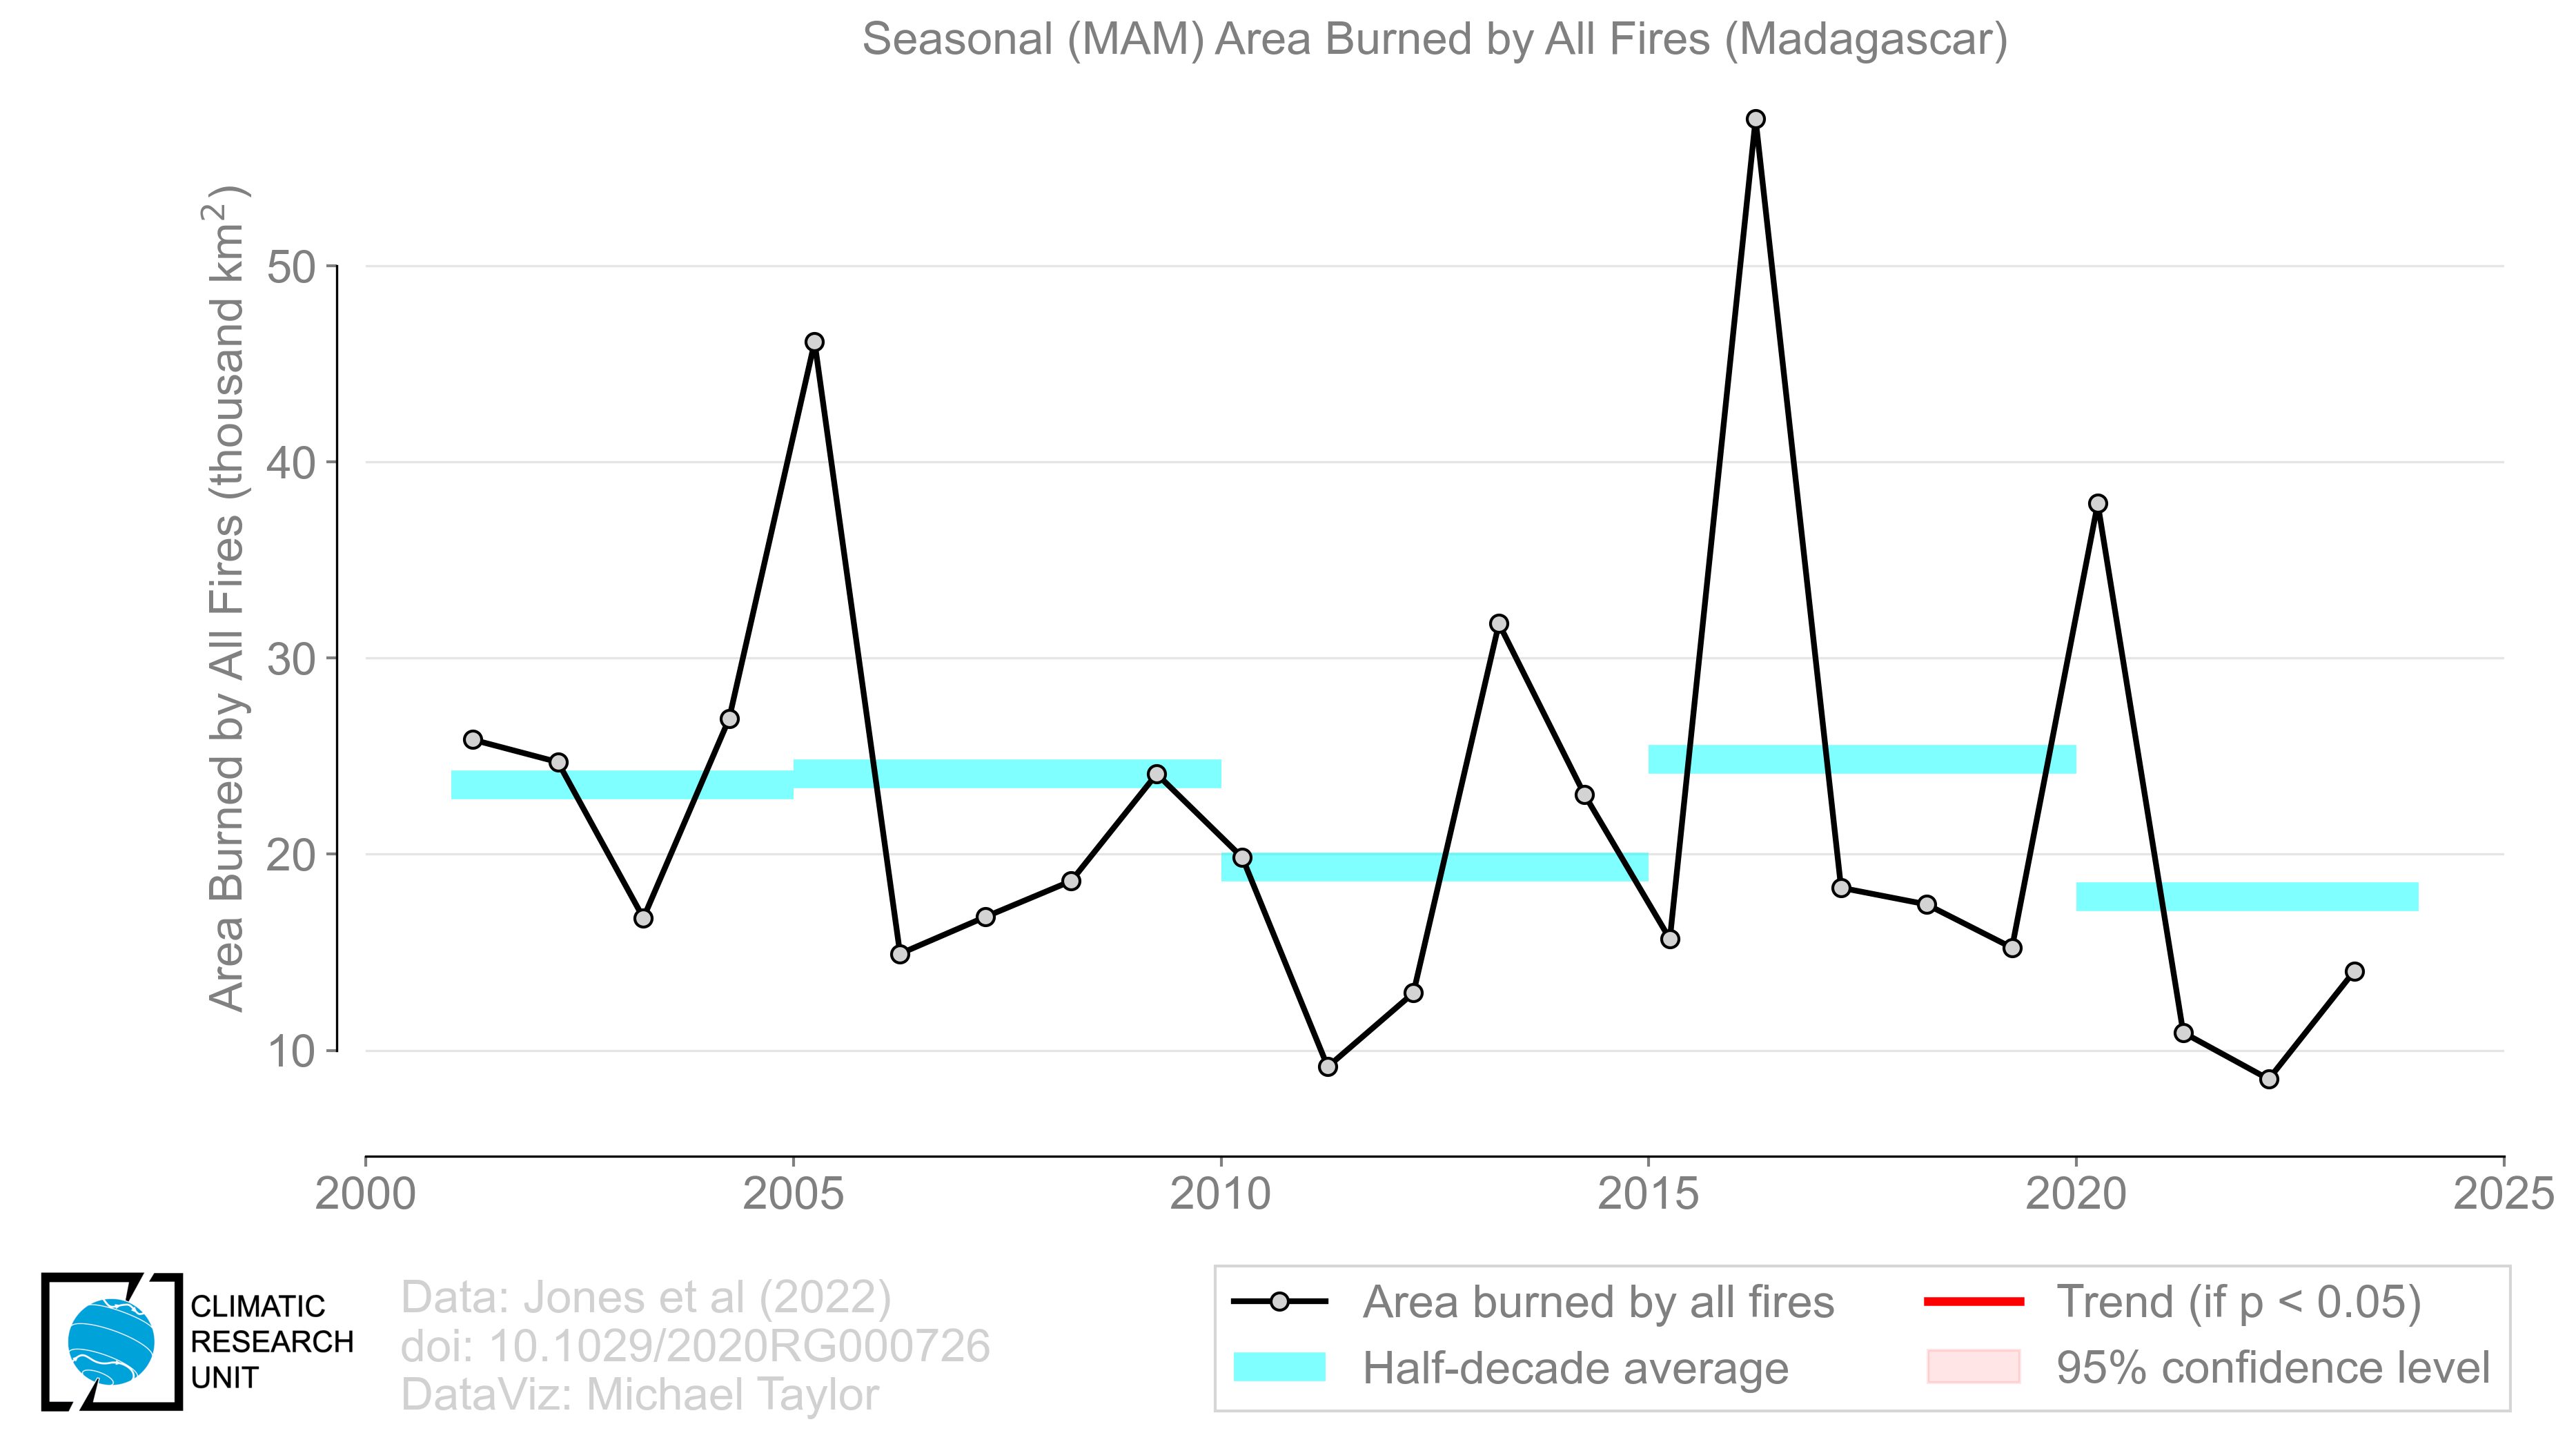 Seasonal (MAM) Area Burned by All Fires (Madagascar)
Area Burned by All Fires (thousand km²)
50
40
30
20
10
2000
2005
2010
2015
2020
2025
CLIMATIC
RESEARCH
UNIT
Data: Jones et al (2022)
doi: 10.1029/2020RG000726
DataViz: Michael Taylor
Area burned by all fires
Half-decade average
Trend (if p < 0.05)
95% confidence level